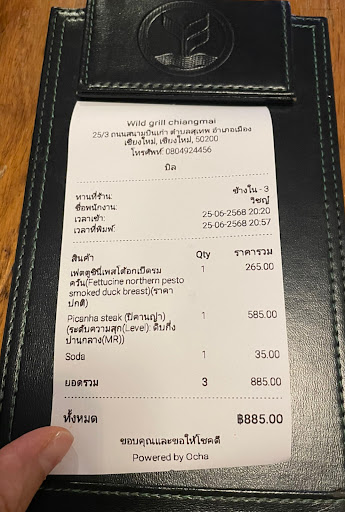 Wild grill chiangmai
25/3 ถนนสนามบินเก่า ตำบลสุเทพ อำเภอเมือง
เชียงใหม่, เชียงใหม่, 50200
โทรศัพท์: 0804924456
บิล
ทานที่ร้าน: ข้างใน - 3
ชื่อพนักงาน: วิชญ์
เวลาเข้า: 25-06-2568 20:20
เวลาที่พิมพ์: 25-06-2568 20:57
สินค้า Qty ราคารวม
เฟตตูชินี่เพสโต้อกเป็ดรม 1 265.00
ควัน(Fettucine northern pesto
smoked duck breast)(ราคา
ปกติ)
Picanha steak (ปิคานญ่า) 1 585.00
(ระดับความสุก(Level): ดิบกึ่ง
ปานกลาง(MR))
Soda 1 35.00
ยอดรวม 3 885.00
ทั้งหมด ฿885.00
ขอบคุณและขอให้โชคดี
Powered by Ocha